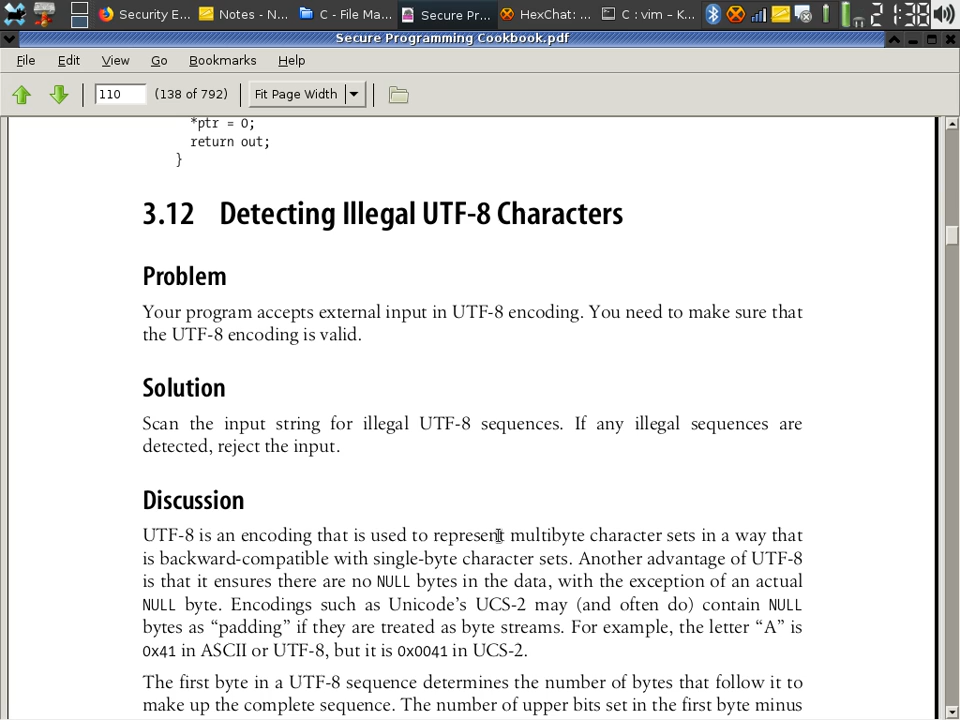 Security E...
Notes - N...
C - File Ma...
Secure Pr...
HexChat: ...
C : vim – K...
21:38
Secure Programming Cookbook.pdf
File Edit View Go Bookmarks Help
110 (138 of 792) Fit Page Width
*ptr = 0;
return out;
}
3.12 Detecting Illegal UTF-8 Characters
Problem
Your program accepts external input in UTF-8 encoding. You need to make sure that
the UTF-8 encoding is valid.
Solution
Scan the input string for illegal UTF-8 sequences. If any illegal sequences are
detected, reject the input.
Discussion
UTF-8 is an encoding that is used to represent multibyte character sets in a way that
is backward-compatible with single-byte character sets. Another advantage of UTF-8
is that it ensures there are no NULL bytes in the data, with the exception of an actual
NULL byte. Encodings such as Unicode’s UCS-2 may (and often do) contain NULL
bytes as “padding” if they are treated as byte streams. For example, the letter “A” is
0x41 in ASCII or UTF-8, but it is 0x0041 in UCS-2.
The first byte in a UTF-8 sequence determines the number of bytes that follow it to
make up the complete sequence. The number of upper bits set in the first byte minus